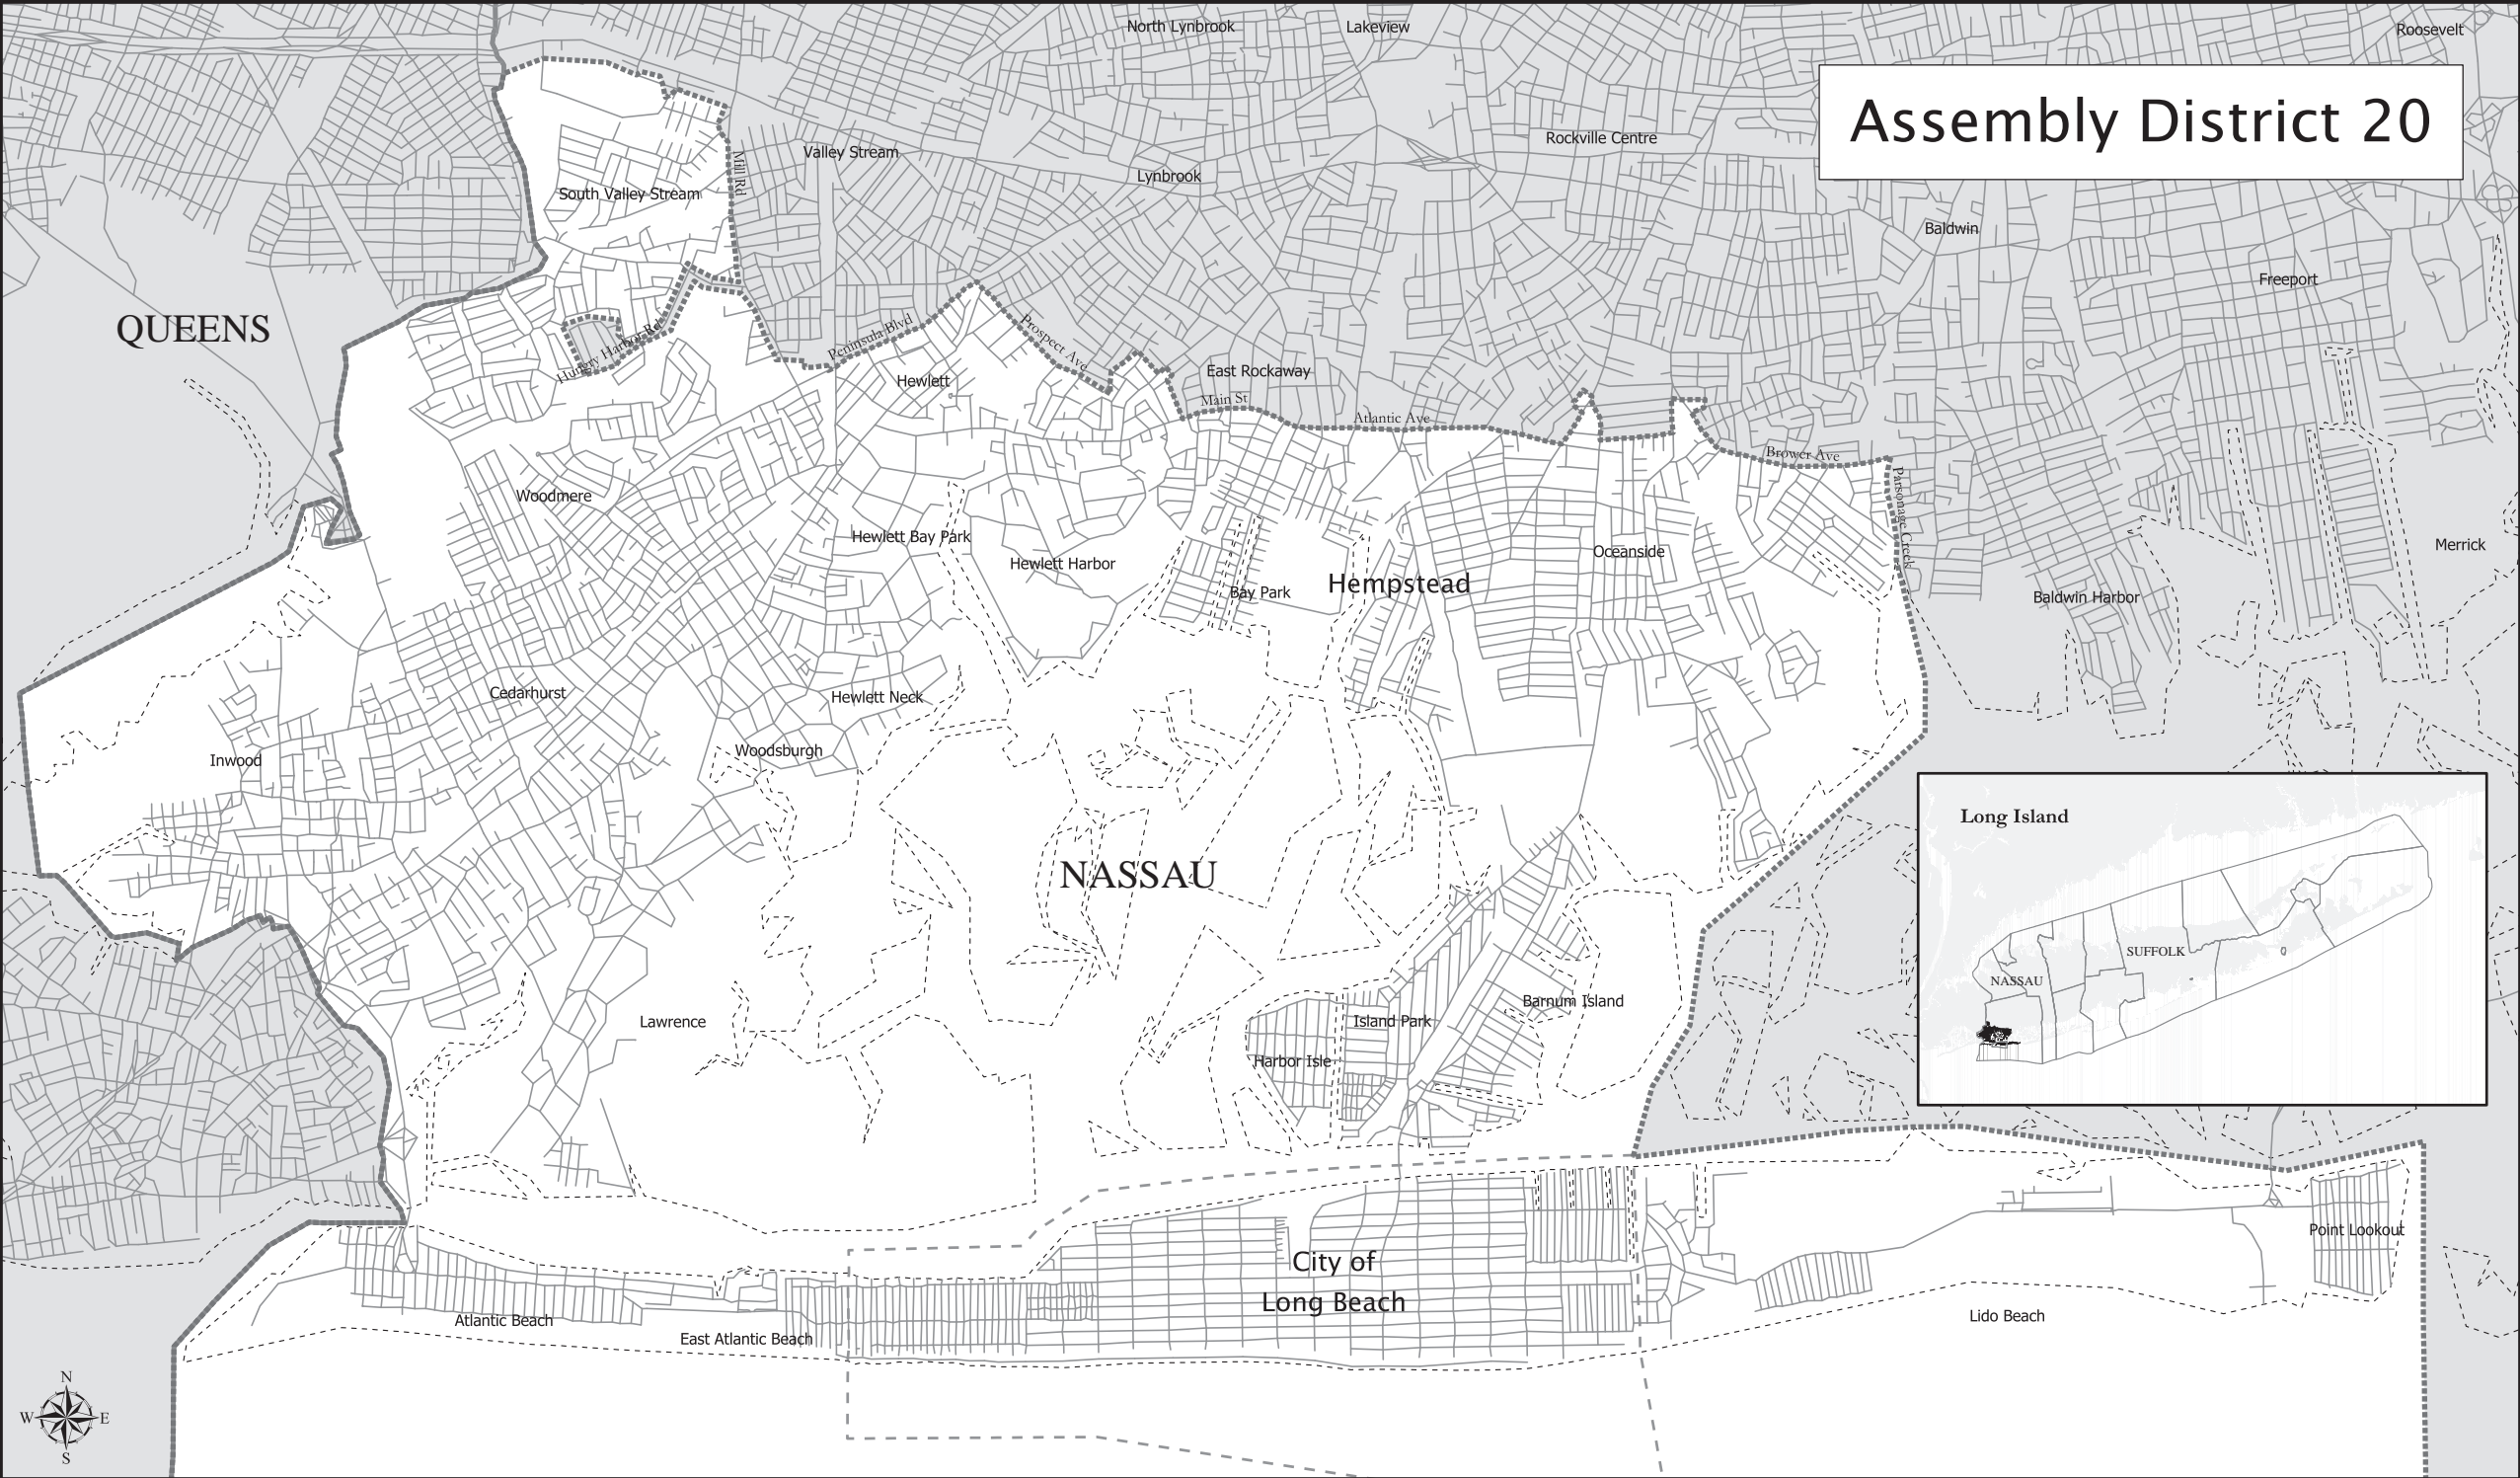 North Lynbrook
Lakeview
Roosevelt
Assembly District 20
Rockville Centre
Valley Stream
Mill Rd
Lynbrook
South Valley Stream
Baldwin
Freeport
QUEENS
Peninsula Blvd
Prospect Ave
Hungry Harbor Rd
East Rockaway
Hewlett
Main St
Atlantic Ave
Brower Ave
Parsonage Creek
Woodmere
Hewlett Bay Park
Hewlett Harbor
Oceanside
Merrick
Hempstead
Bay Park
Baldwin Harbor
Cedarhurst
Hewlett Neck
Woodsburgh
Inwood
Long Island
NASSAU
SUFFOLK
NASSAU
Barnum Island
Lawrence
Island Park
Harbor Isle
Point Lookout
City of
Long Beach
Atlantic Beach
Lido Beach
East Atlantic Beach
N
W
E
S